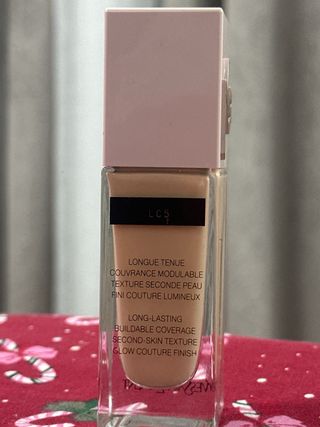 LC5
LONGUE TENUE
COUVRANCE MODULABLE
TEXTURE SECONDE PEAU
FINI COUTURE LUMINEUX
LONG-LASTING
BUILDABLE COVERAGE
SECOND-SKIN TEXTURE
GLOW COUTURE FINISH